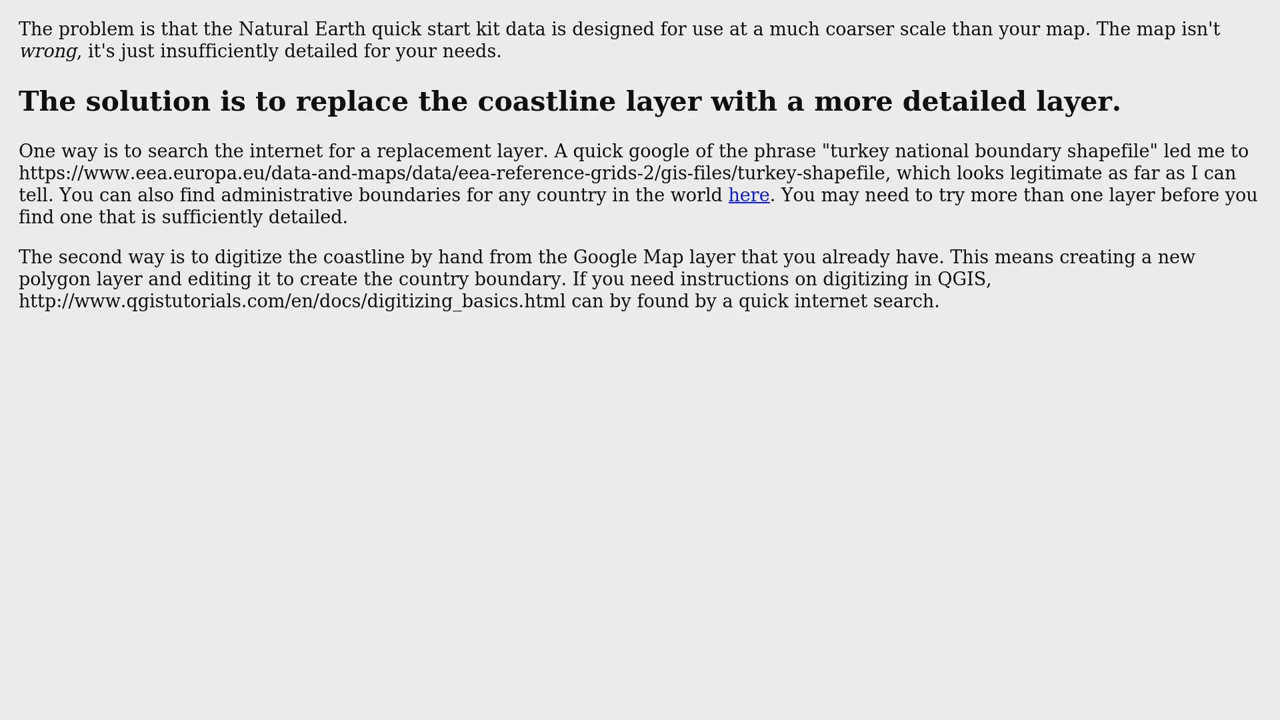 The problem is that the Natural Earth quick start kit data is designed for use at a much coarser scale than your map. The map isn't
wrong, it's just insufficiently detailed for your needs.
The solution is to replace the coastline layer with a more detailed layer.
One way is to search the internet for a replacement layer. A quick google of the phrase "turkey national boundary shapefile" led me to
https://www.eea.europa.eu/data-and-maps/data/eea-reference-grids-2/gis-files/turkey-shapefile, which looks legitimate as far as I can
tell. You can also find administrative boundaries for any country in the world here. You may need to try more than one layer before you
find one that is sufficiently detailed.
The second way is to digitize the coastline by hand from the Google Map layer that you already have. This means creating a new
polygon layer and editing it to create the country boundary. If you need instructions on digitizing in QGIS,
http://www.qgistutorials.com/en/docs/digitizing_basics.html can by found by a quick internet search.